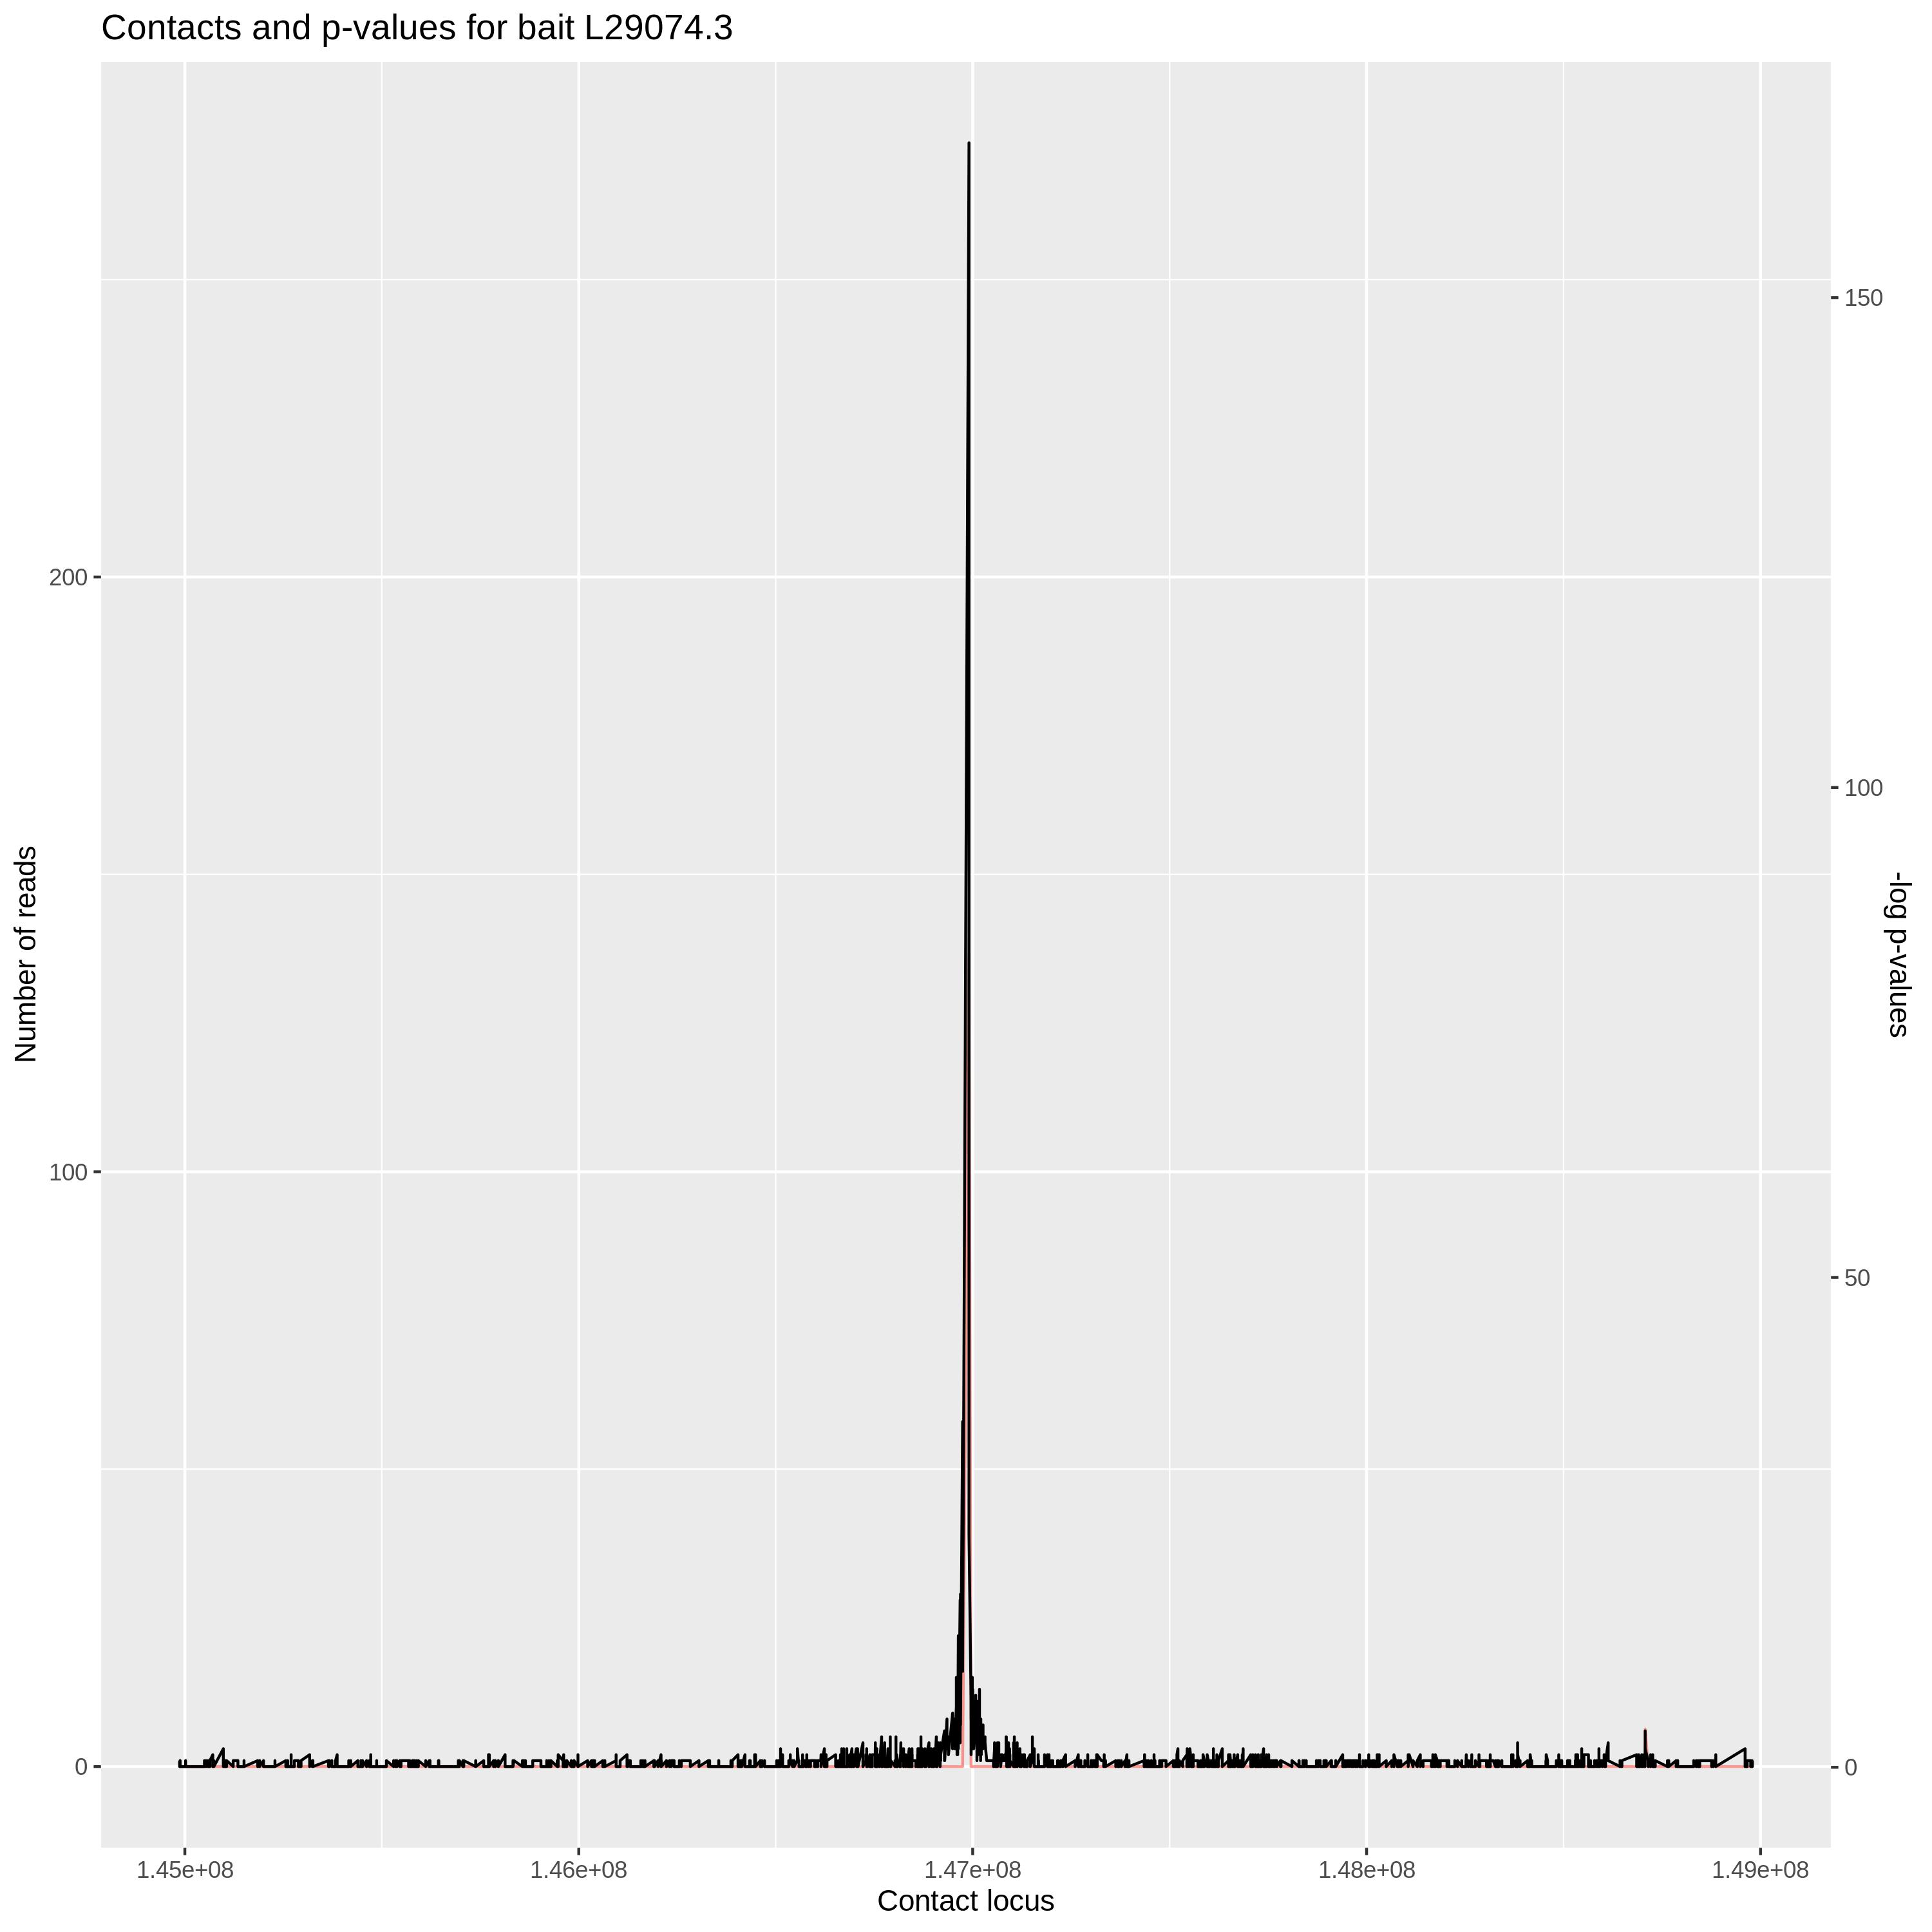 Contacts and p-values for bait L29074.3
Number of reads
200
100
0
150
100
50
0
-log p-values
1.45e+08 1.46e+08 1.47e+08 1.48e+08 1.49e+08
Contact locus